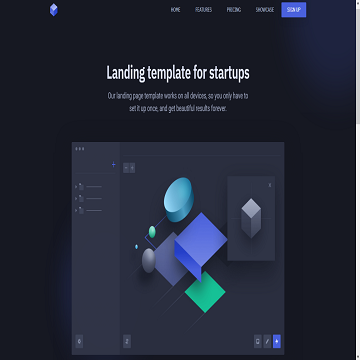 HOME
FEATURES
PRICING
SHOWCASE
SIGN UP
Landing template for startups
Our landing page template works on all devices, so you only have to
set it up once, and get beautiful results forever.